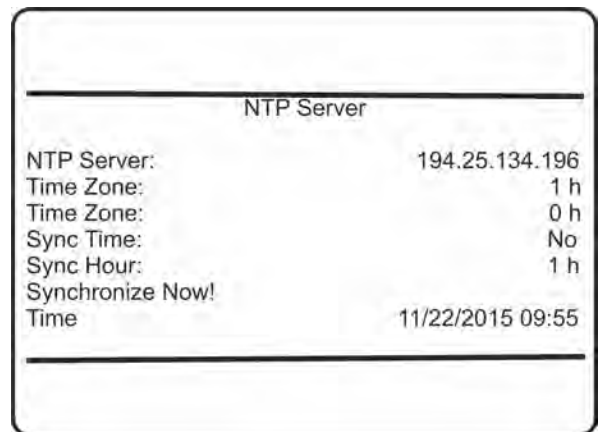 NTP Server
NTP Server: 194.25.134.196
Time Zone: 1 h
Time Zone: 0 h
Sync Time: No
Sync Hour: 1 h
Synchronize Now!
Time 11/22/2015 09:55